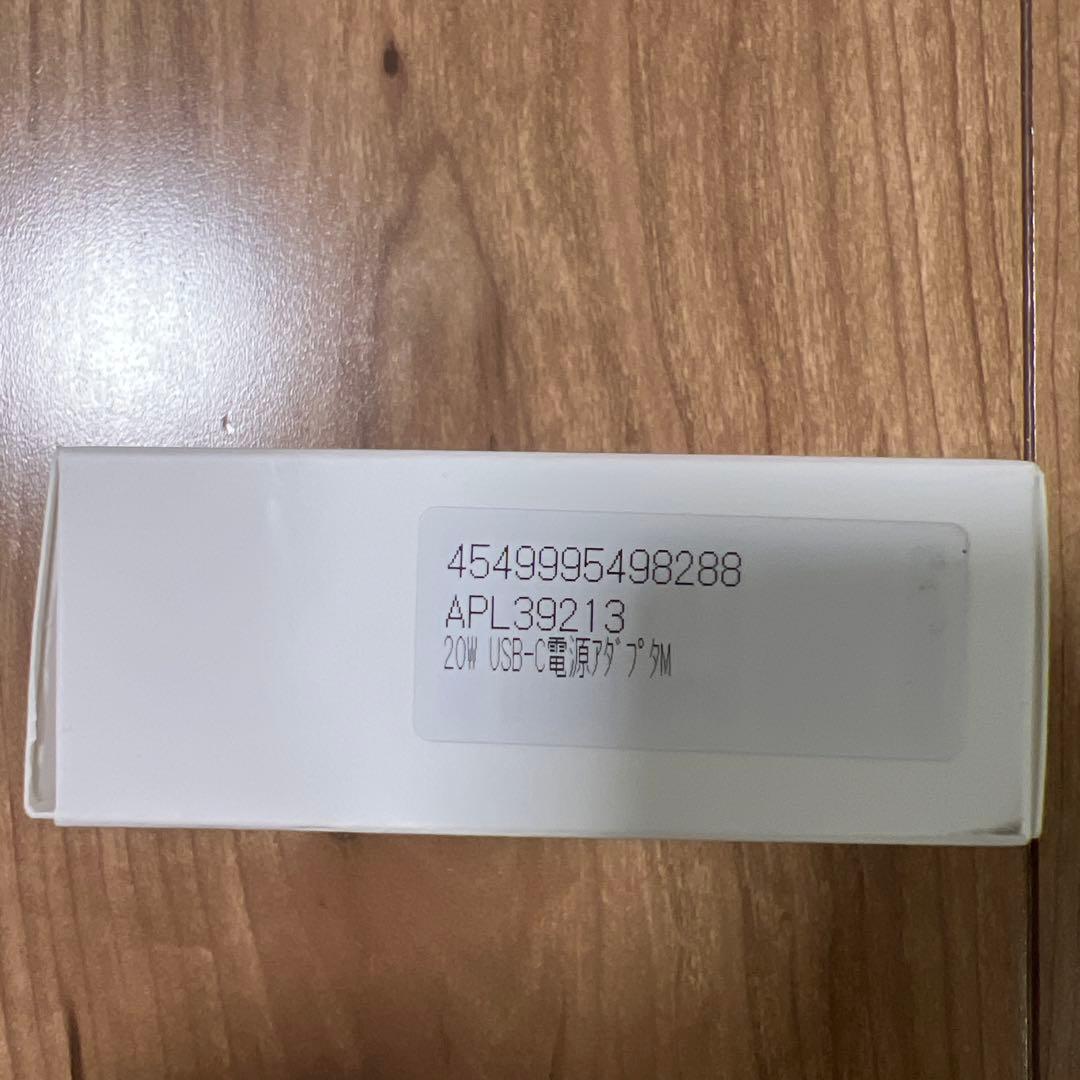 4549995498288
APL39213
20W USB-C電源ｱﾀﾞﾌﾟﾀM